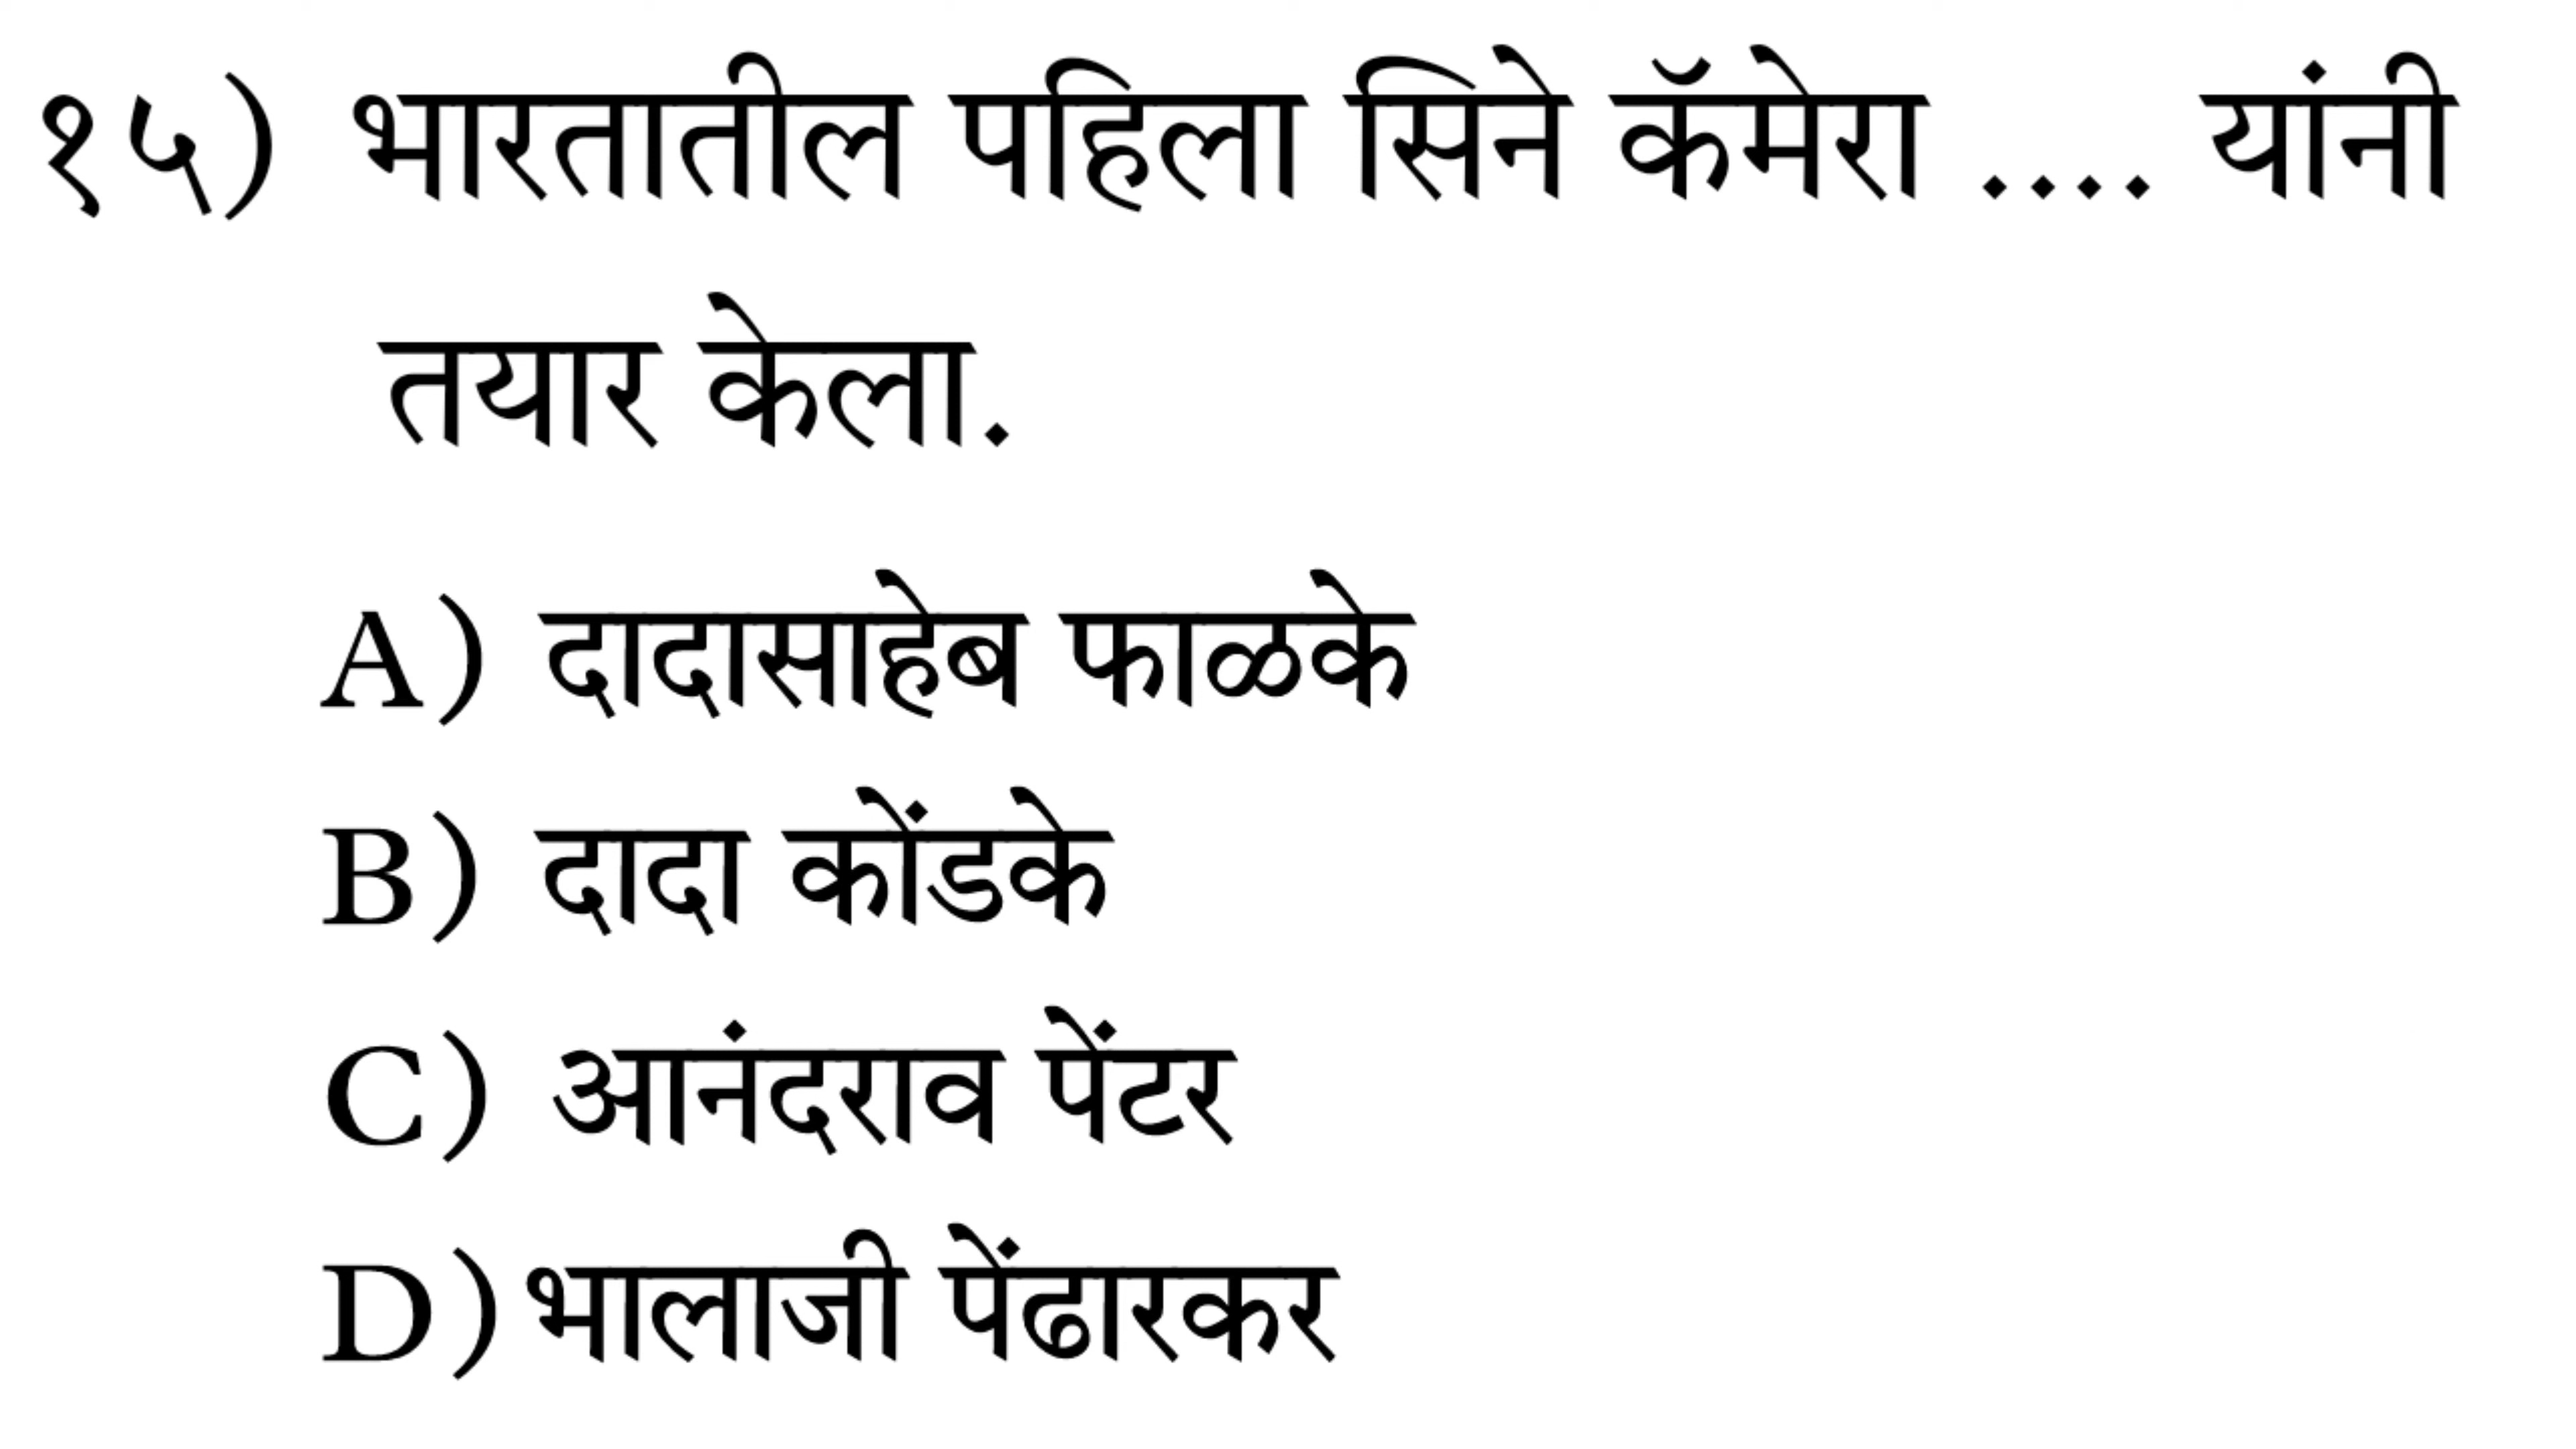 १५) भारतातील पहिला सिने कॅमेरा .... यांनी
तयार केला.
A) दादासाहेब फाळके
B) दादा कोंडके
C) आनंदराव पेंटर
D) भालाजी पेंढारकर